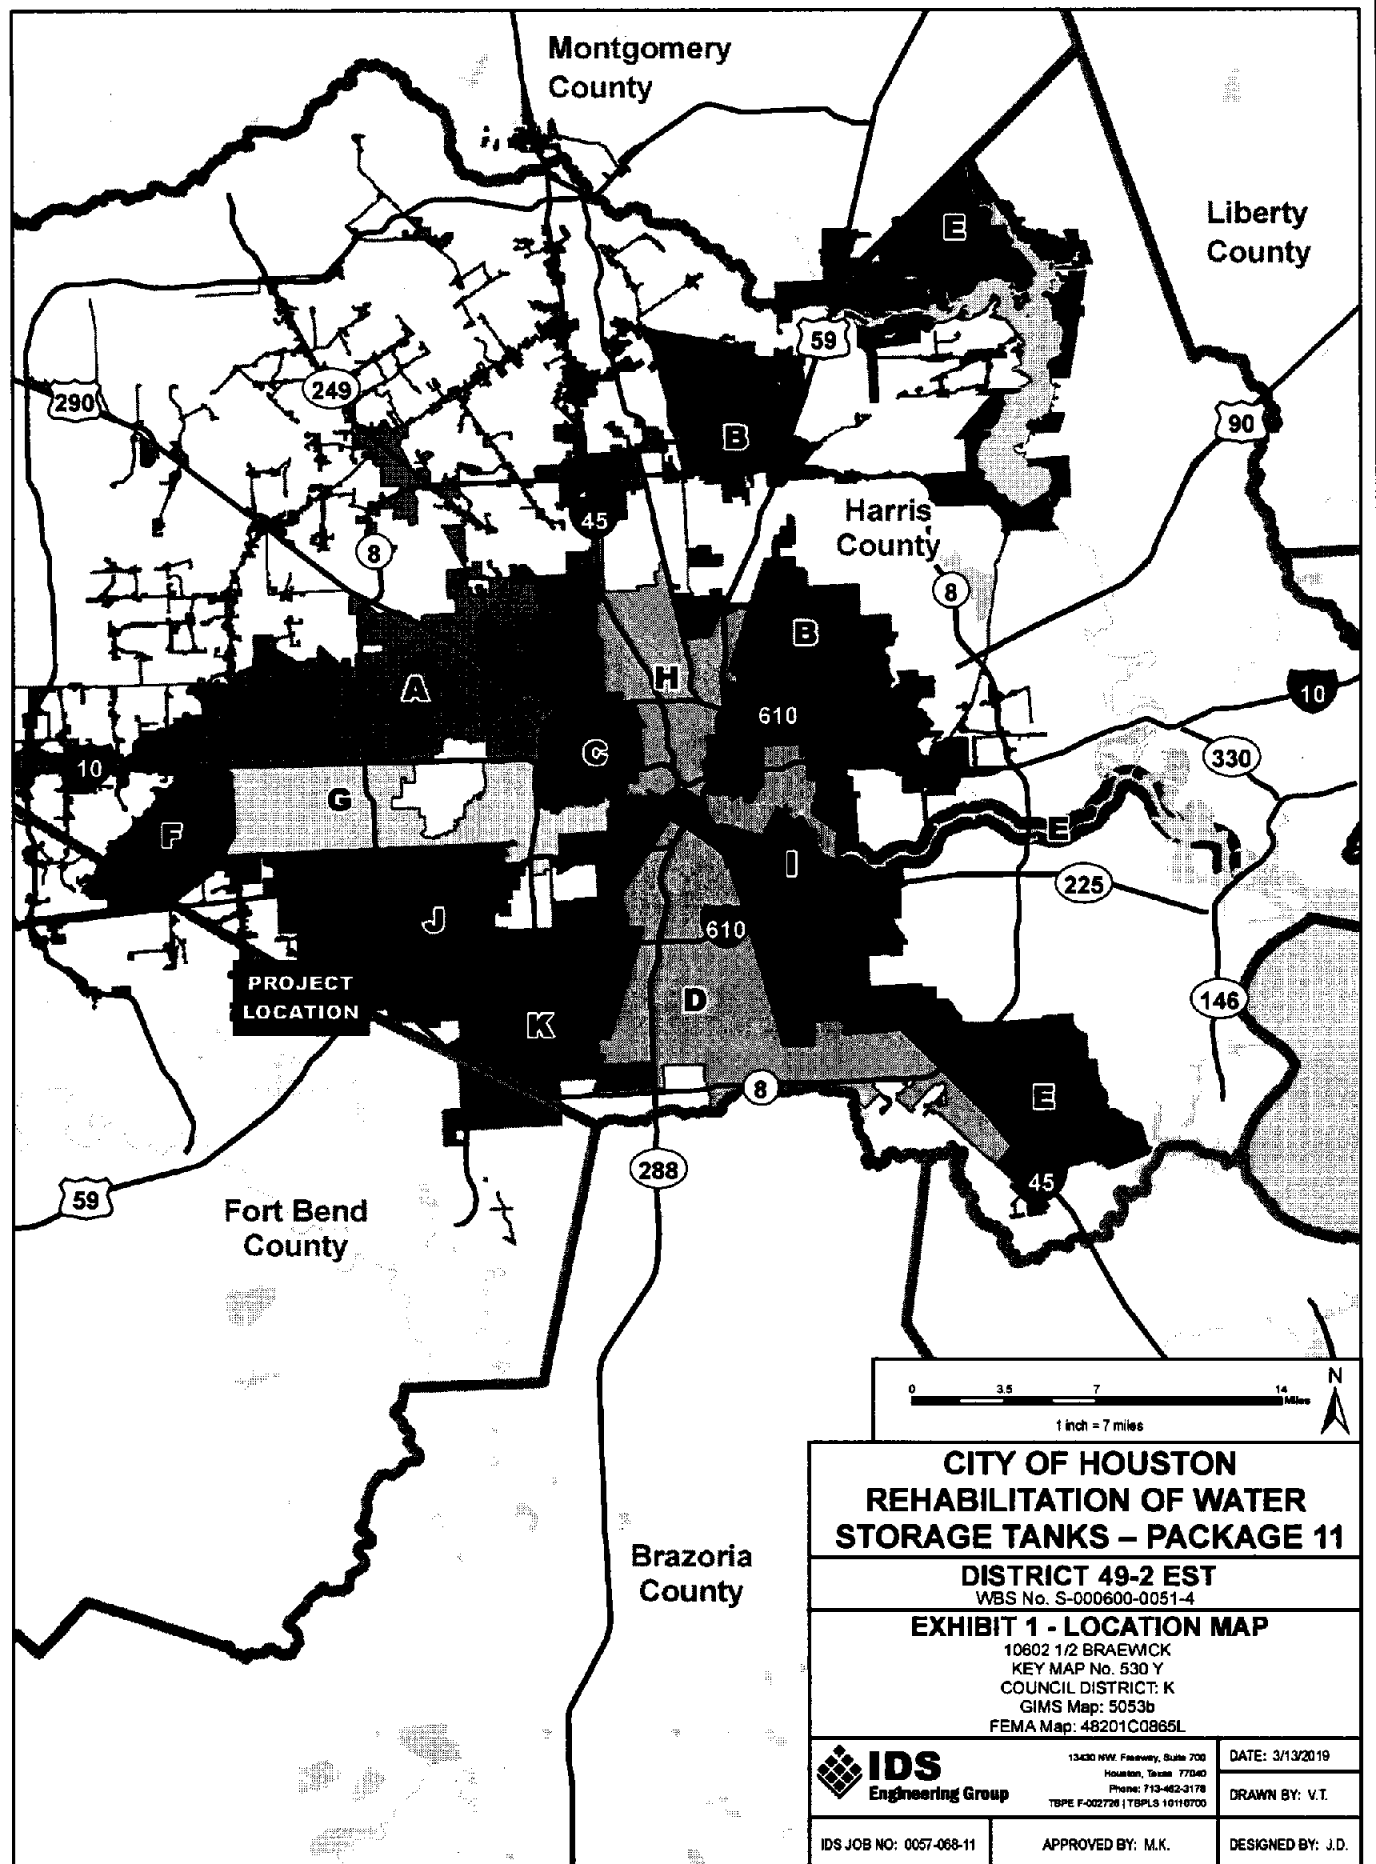 Montgomery
County
Liberty
County
E
59
290
249
90
B
45
Harris
County
8
8
B
A
H
10
610
C
330
10
G
F
E
I
225
J
610
PROJECT
LOCATION
146
D
K
8
E
288
45
59
Fort Bend
County
N
0 3.5 7 14
Miles
1 inch = 7 miles
CITY OF HOUSTON
REHABILITATION OF WATER
STORAGE TANKS – PACKAGE 11
DISTRICT 49-2 EST
WBS No. S-000600-0051-4
Brazoria
County
EXHIBIT 1 - LOCATION MAP
10602 1/2 BRAEWICK
KEY MAP No. 530 Y
COUNCIL DISTRICT: K
GIMS Map: 5053b
FEMA Map: 48201C0865L
IDS
Engineering Group
13430 NW. Freeway, Suite 700
Houston, Texas 77040
Phone: 713-462-3178
TBPE F-002726 | TBPLS 10110700
DATE: 3/13/2019
DRAWN BY: V.T.
IDS JOB NO: 0057-068-11
APPROVED BY: M.K.
DESIGNED BY: J.D.